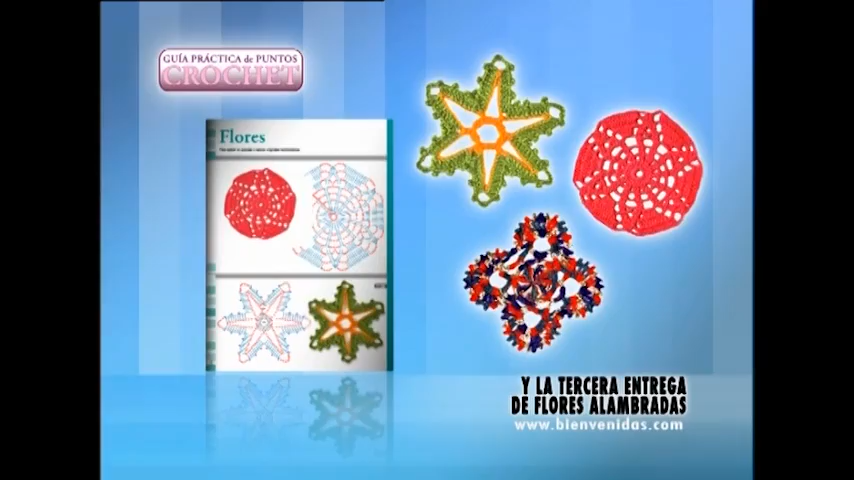 GUÍA PRÁCTICA de PUNTOS
CROCHET
Flores
Y LA TERCERA ENTREGA
DE FLORES ALAMBRADAS
www.bienvenidas.com